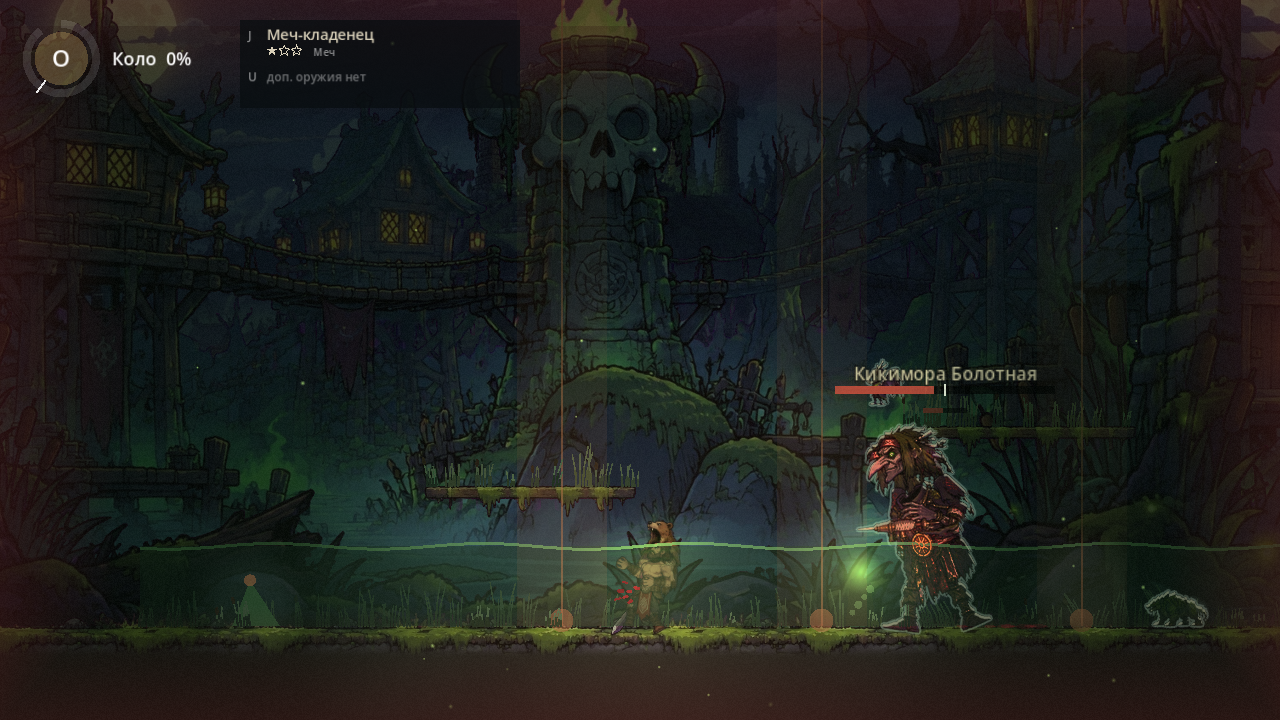 O
Коло 0%
J Меч-кладенец
Меч
U доп. оружия нет
Кикимора Болотная